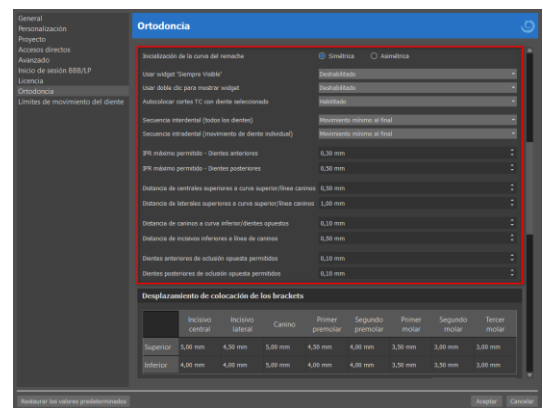 General
Personalización
Proyecto
Accesos directos
Avanzado
Inicio de sesión BBB/LP
Licencia
Ortodoncia
Límites de movimiento del diente
Ortodoncia
Inicialización de la curva del remache Simétrica Asimétrica
Usar widget 'Siempre Visible' Deshabilitado
Usar doble clic para mostrar widget Deshabilitado
Autocolocar cortes TC con diente seleccionado Habilitado
Secuencia interdental (todos los dientes) Movimiento mínimo al final
Secuencia intradental (movimiento de diente individual) Movimiento mínimo al final
IPR máximo permitido - Dientes anteriores 0,30 mm
IPR máximo permitido - Dientes posteriores 0,50 mm
Distancia de centrales superiores a curva superior/línea caninos 0,50 mm
Distancia de laterales superiores a curva superior/línea caninos 1,00 mm
Distancia de caninos a curva inferior/dientes opuestos 0,10 mm
Distancia de incisivos inferiores a línea de caninos 0,50 mm
Dientes anteriores de oclusión opuesta permitidos 0,10 mm
Dientes posteriores de oclusión opuesta permitidos 0,10 mm
Desplazamiento de colocación de los brackets
Incisivo central Incisivo lateral Canino Primer premolar Segundo premolar Primer molar Segundo molar Tercer molar
Superior 5,00 mm 4,50 mm 5,00 mm 4,50 mm 4,00 mm 3,50 mm 3,00 mm 3,00 mm
Inferior 4,00 mm 4,00 mm 5,00 mm 4,00 mm 4,00 mm 3,50 mm 3,50 mm 3,00 mm
Restaurar los valores predeterminados Aceptar Cancelar